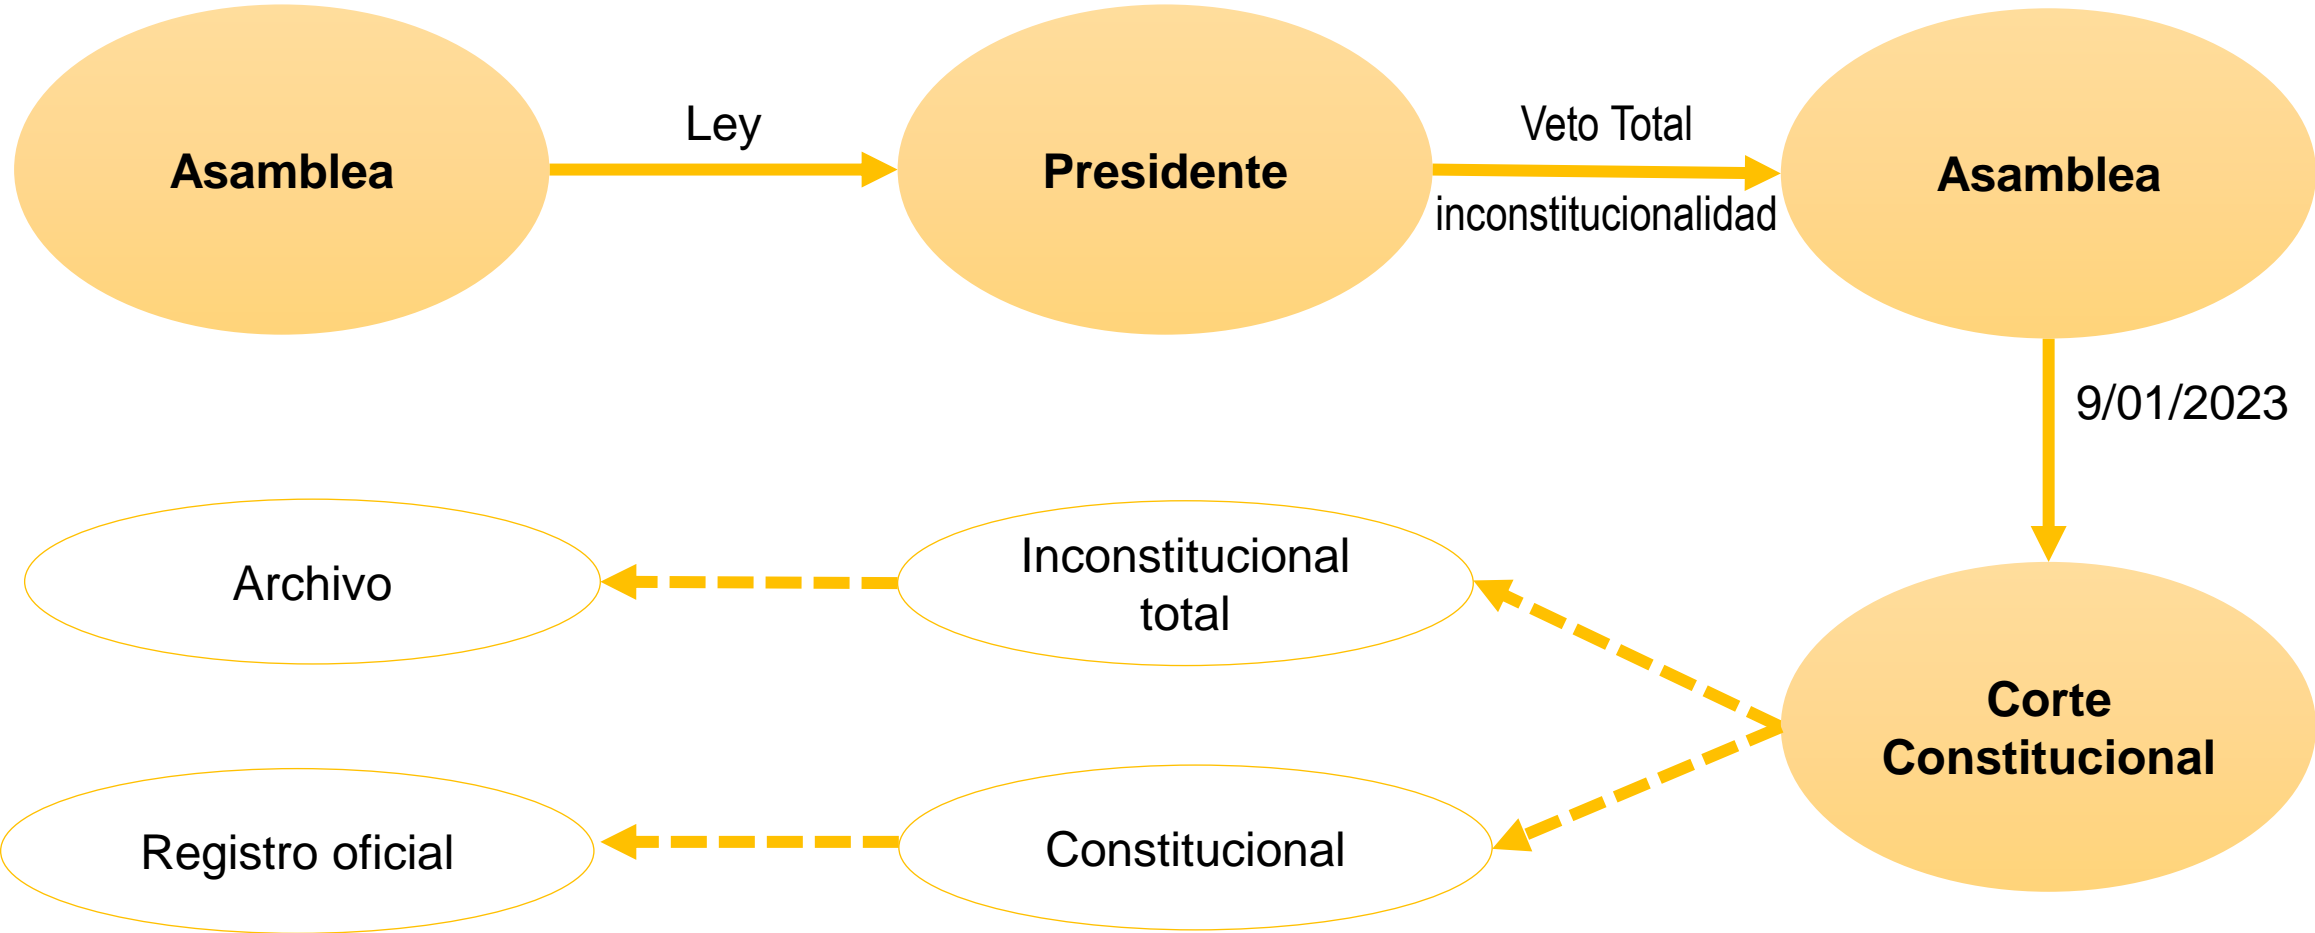 Asamblea
Ley
Presidente
Veto Total
inconstitucionalidad
Asamblea
9/01/2023
Archivo
Inconstitucional
total
Corte
Constitucional
Registro oficial
Constitucional